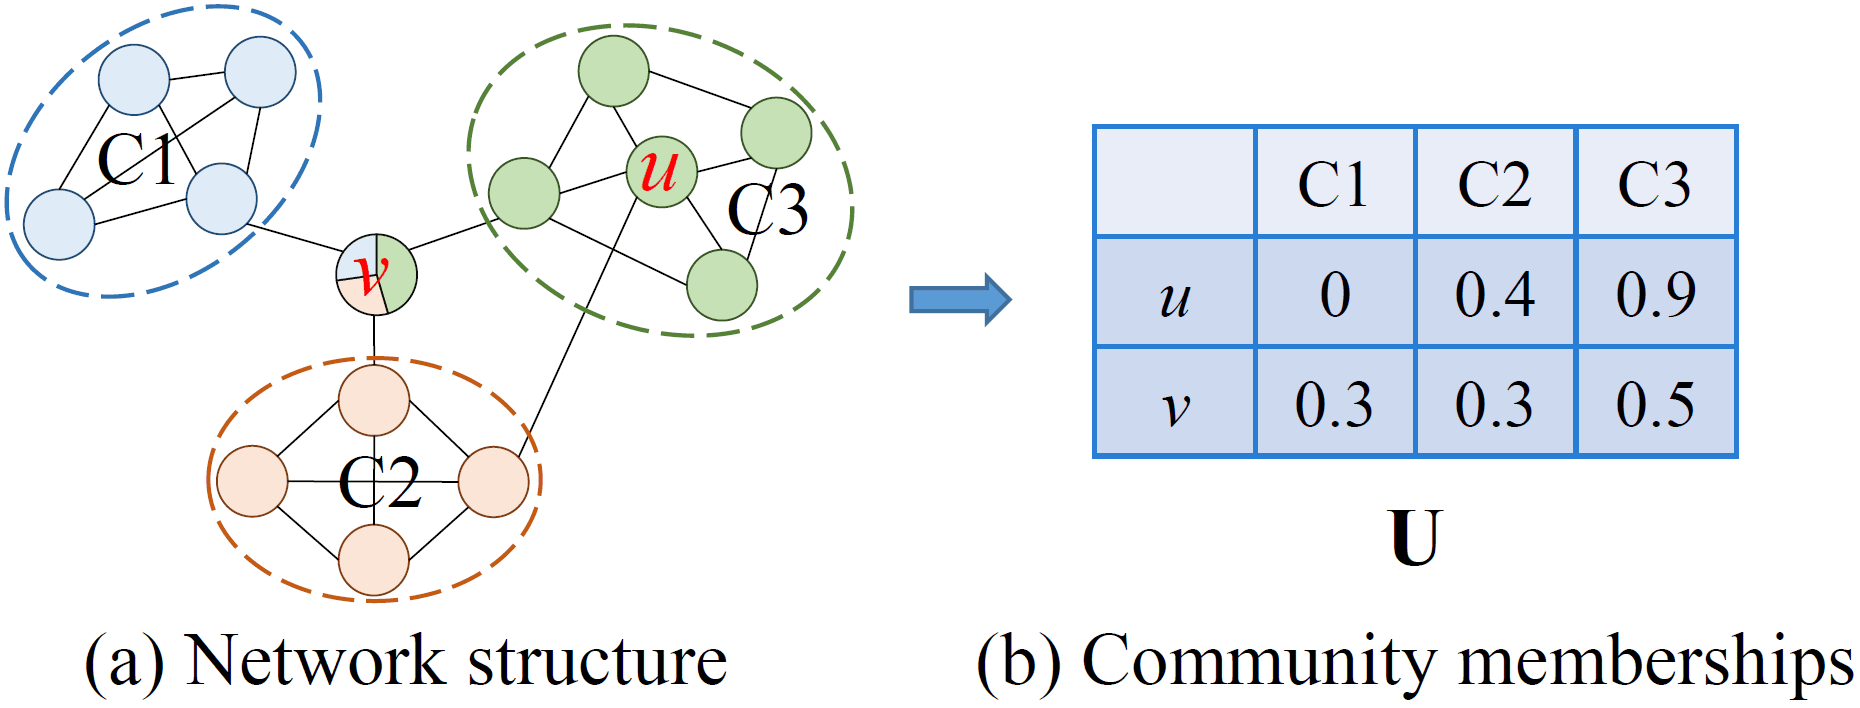 C1
u
C3
v
C2
C1 C2 C3
u 0 0.4 0.9
v 0.3 0.3 0.5
U
(a) Network structure
(b) Community memberships